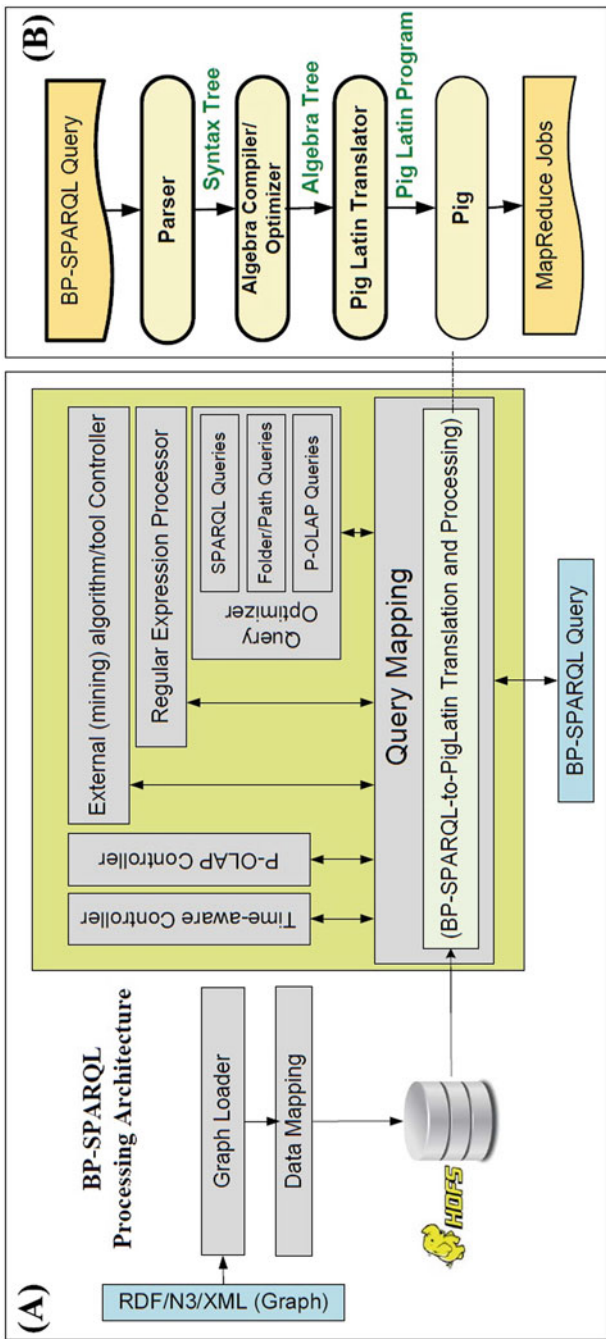 (A)
BP-SPARQL
Processing Architecture
RDF/N3/XML (Graph)
Graph Loader
Data Mapping
HDFS
Time-aware Controller
P-OLAP Controller
External (mining) algorithm/tool Controller
Regular Expression Processor
Query
Optimizer
SPARQL Queries
Folder/Path Queries
P-OLAP Queries
Query Mapping
(BP-SPARQL-to-PigLatin Translation and Processing)
BP-SPARQL Query
(B)
BP-SPARQL Query
Parser
Syntax Tree
Algebra Compiler/
Optimizer
Algebra Tree
Pig Latin Translator
Pig Latin Program
Pig
MapReduce Jobs